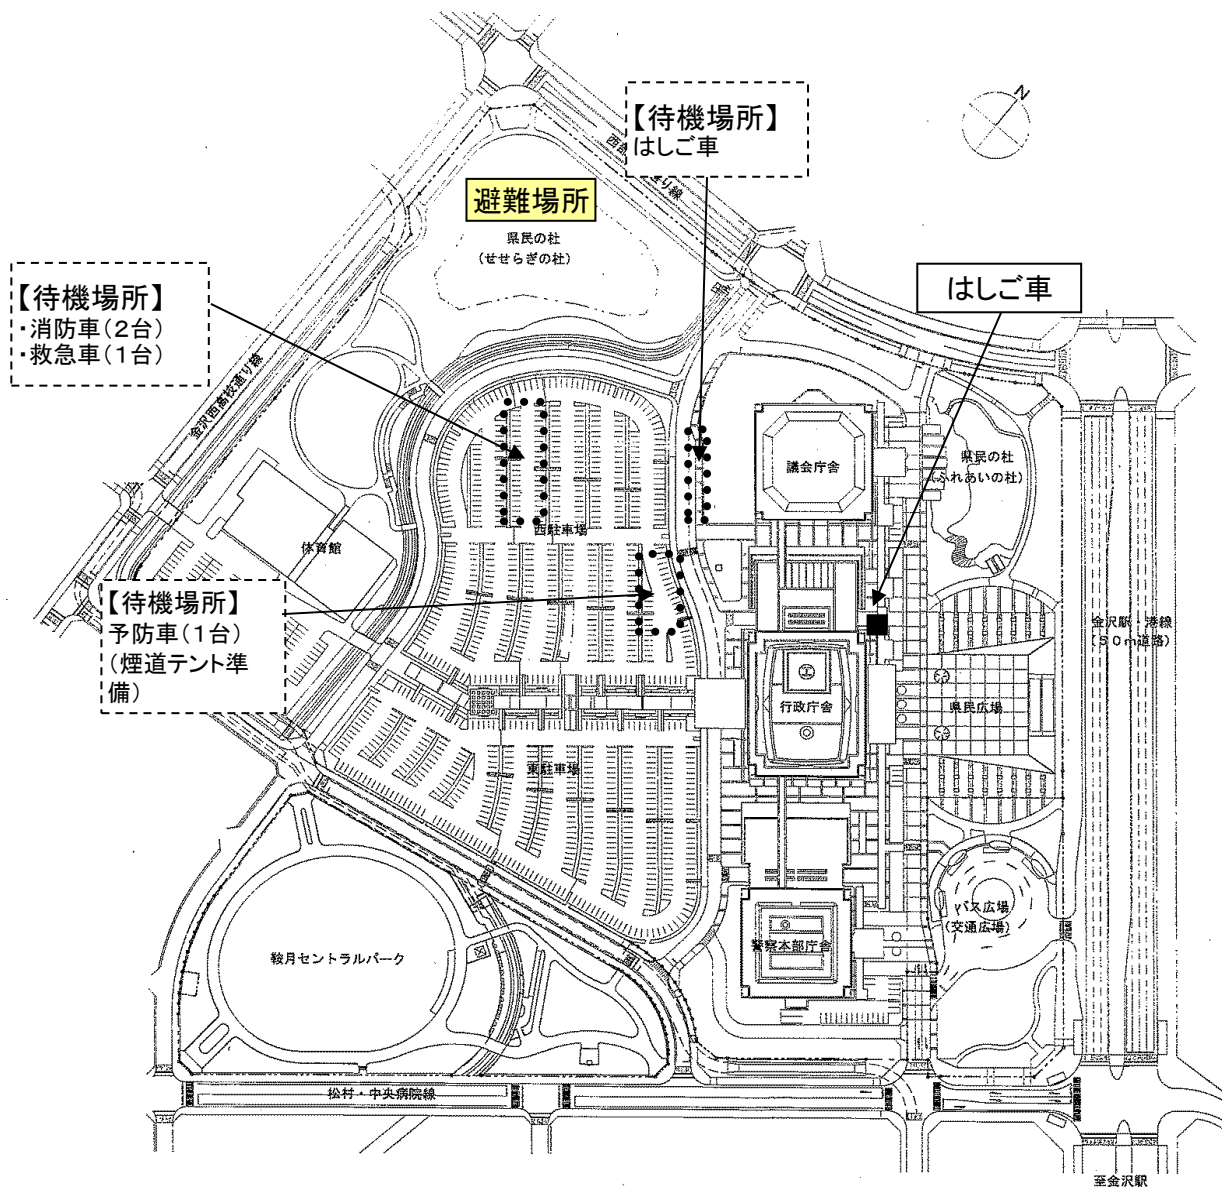 N
【待機場所】
はしご車
西部
り線
避難場所
県民の杜
(せせらぎの杜)
【待機場所】
・消防車(2台)
・救急車(1台)
はしご車
金沢西高校通り線
議会庁舎
県民の杜
(ふれあいの杜)
西駐車場
体育館
【待機場所】
予防車(1台)
(煙道テント準
備)
金沢駅・港線
(50m道路)
行政庁舎
県民広場
東駐車場
バス広場
(交通広場)
警察本部庁舎
鞍月セントラルパーク
松村・中央病院線
至金沢駅